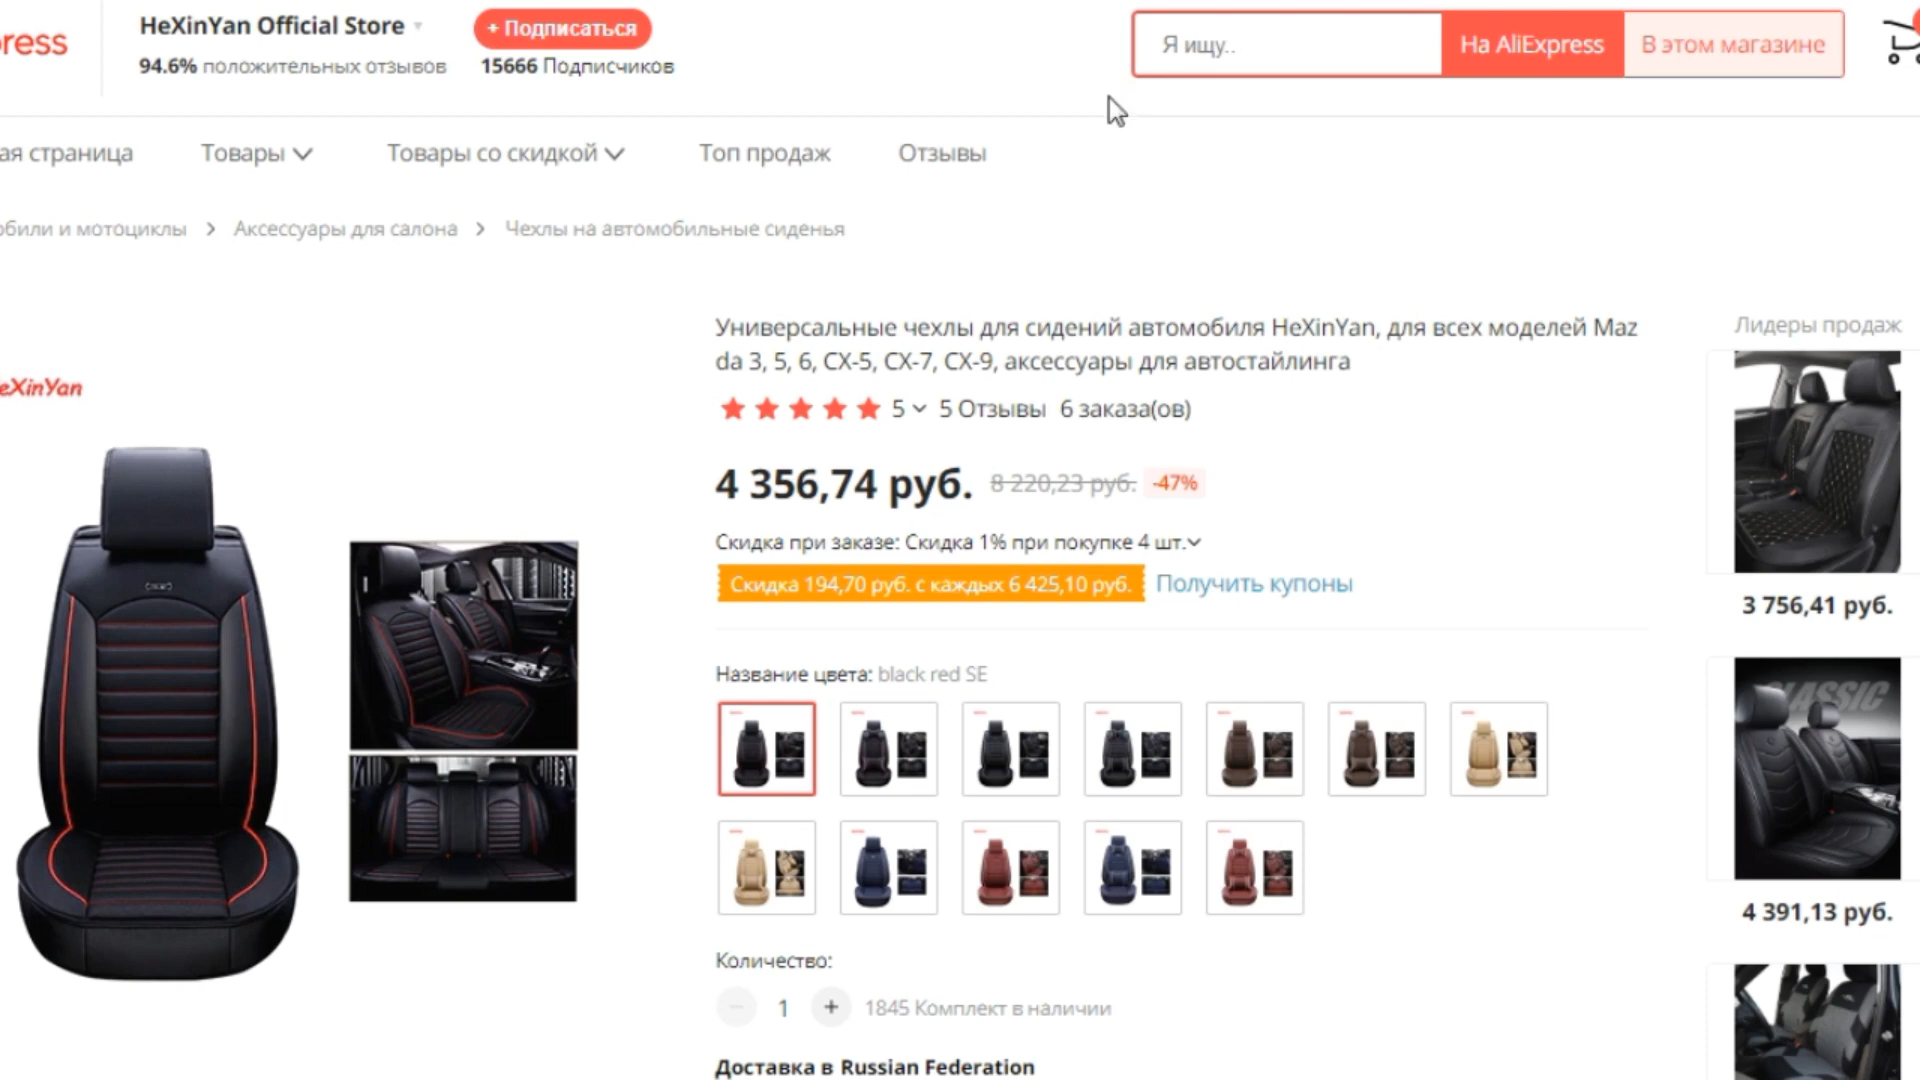 ress
HeXinYan Official Store
+ Подписаться
94.6% положительных отзывов
15666 Подписчиков
Я ищу..
На AliExpress
В этом магазине
ая страница
Товары
Товары со скидкой
Топ продаж
Отзывы
обили и мотоциклы > Аксессуары для салона > Чехлы на автомобильные сиденья
Универсальные чехлы для сидений автомобиля HeXinYan, для всех моделей Maz
da 3, 5, 6, CX-5, CX-7, CX-9, аксессуары для автостайлинга
5 5 Отзывы 6 заказа(ов)
4 356,74 руб. 8 220,23 руб. -47%
Скидка при заказе: Скидка 1% при покупке 4 шт.
Скидка 194,70 руб. с каждых 6 425,10 руб. Получить купоны
Название цвета: black red SE
Количество:
− 1 + 1845 Комплект в наличии
Доставка в Russian Federation
eXinYan
Лидеры продаж
3 756,41 руб.
CLASSIC
4 391,13 руб.